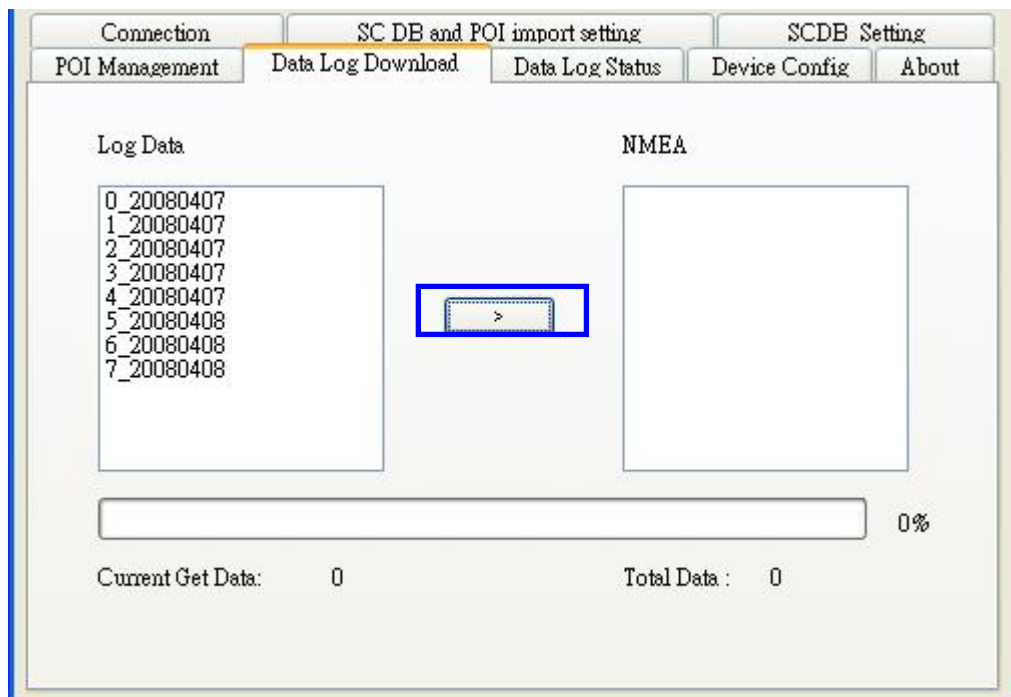 Connection SC DB and POI import setting SCDB Setting
POI Management Data Log Download Data Log Status Device Config About
Log Data NMEA
0_20080407
1_20080407
2_20080407
3_20080407
4_20080407
5_20080408
6_20080408
7_20080408
>
0%
Current Get Data: 0 Total Data : 0